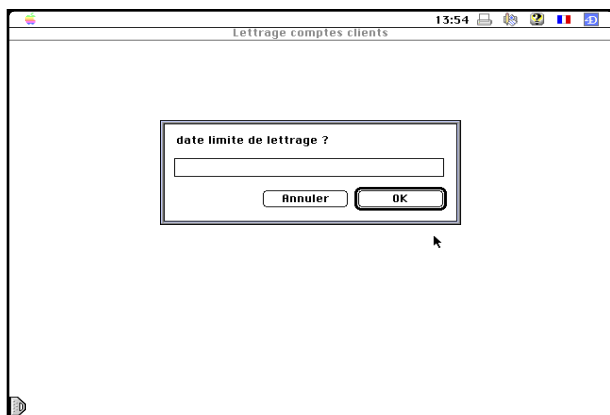 13:54
Lettrage comptes clients
date limite de lettrage ?
Annuler
OK